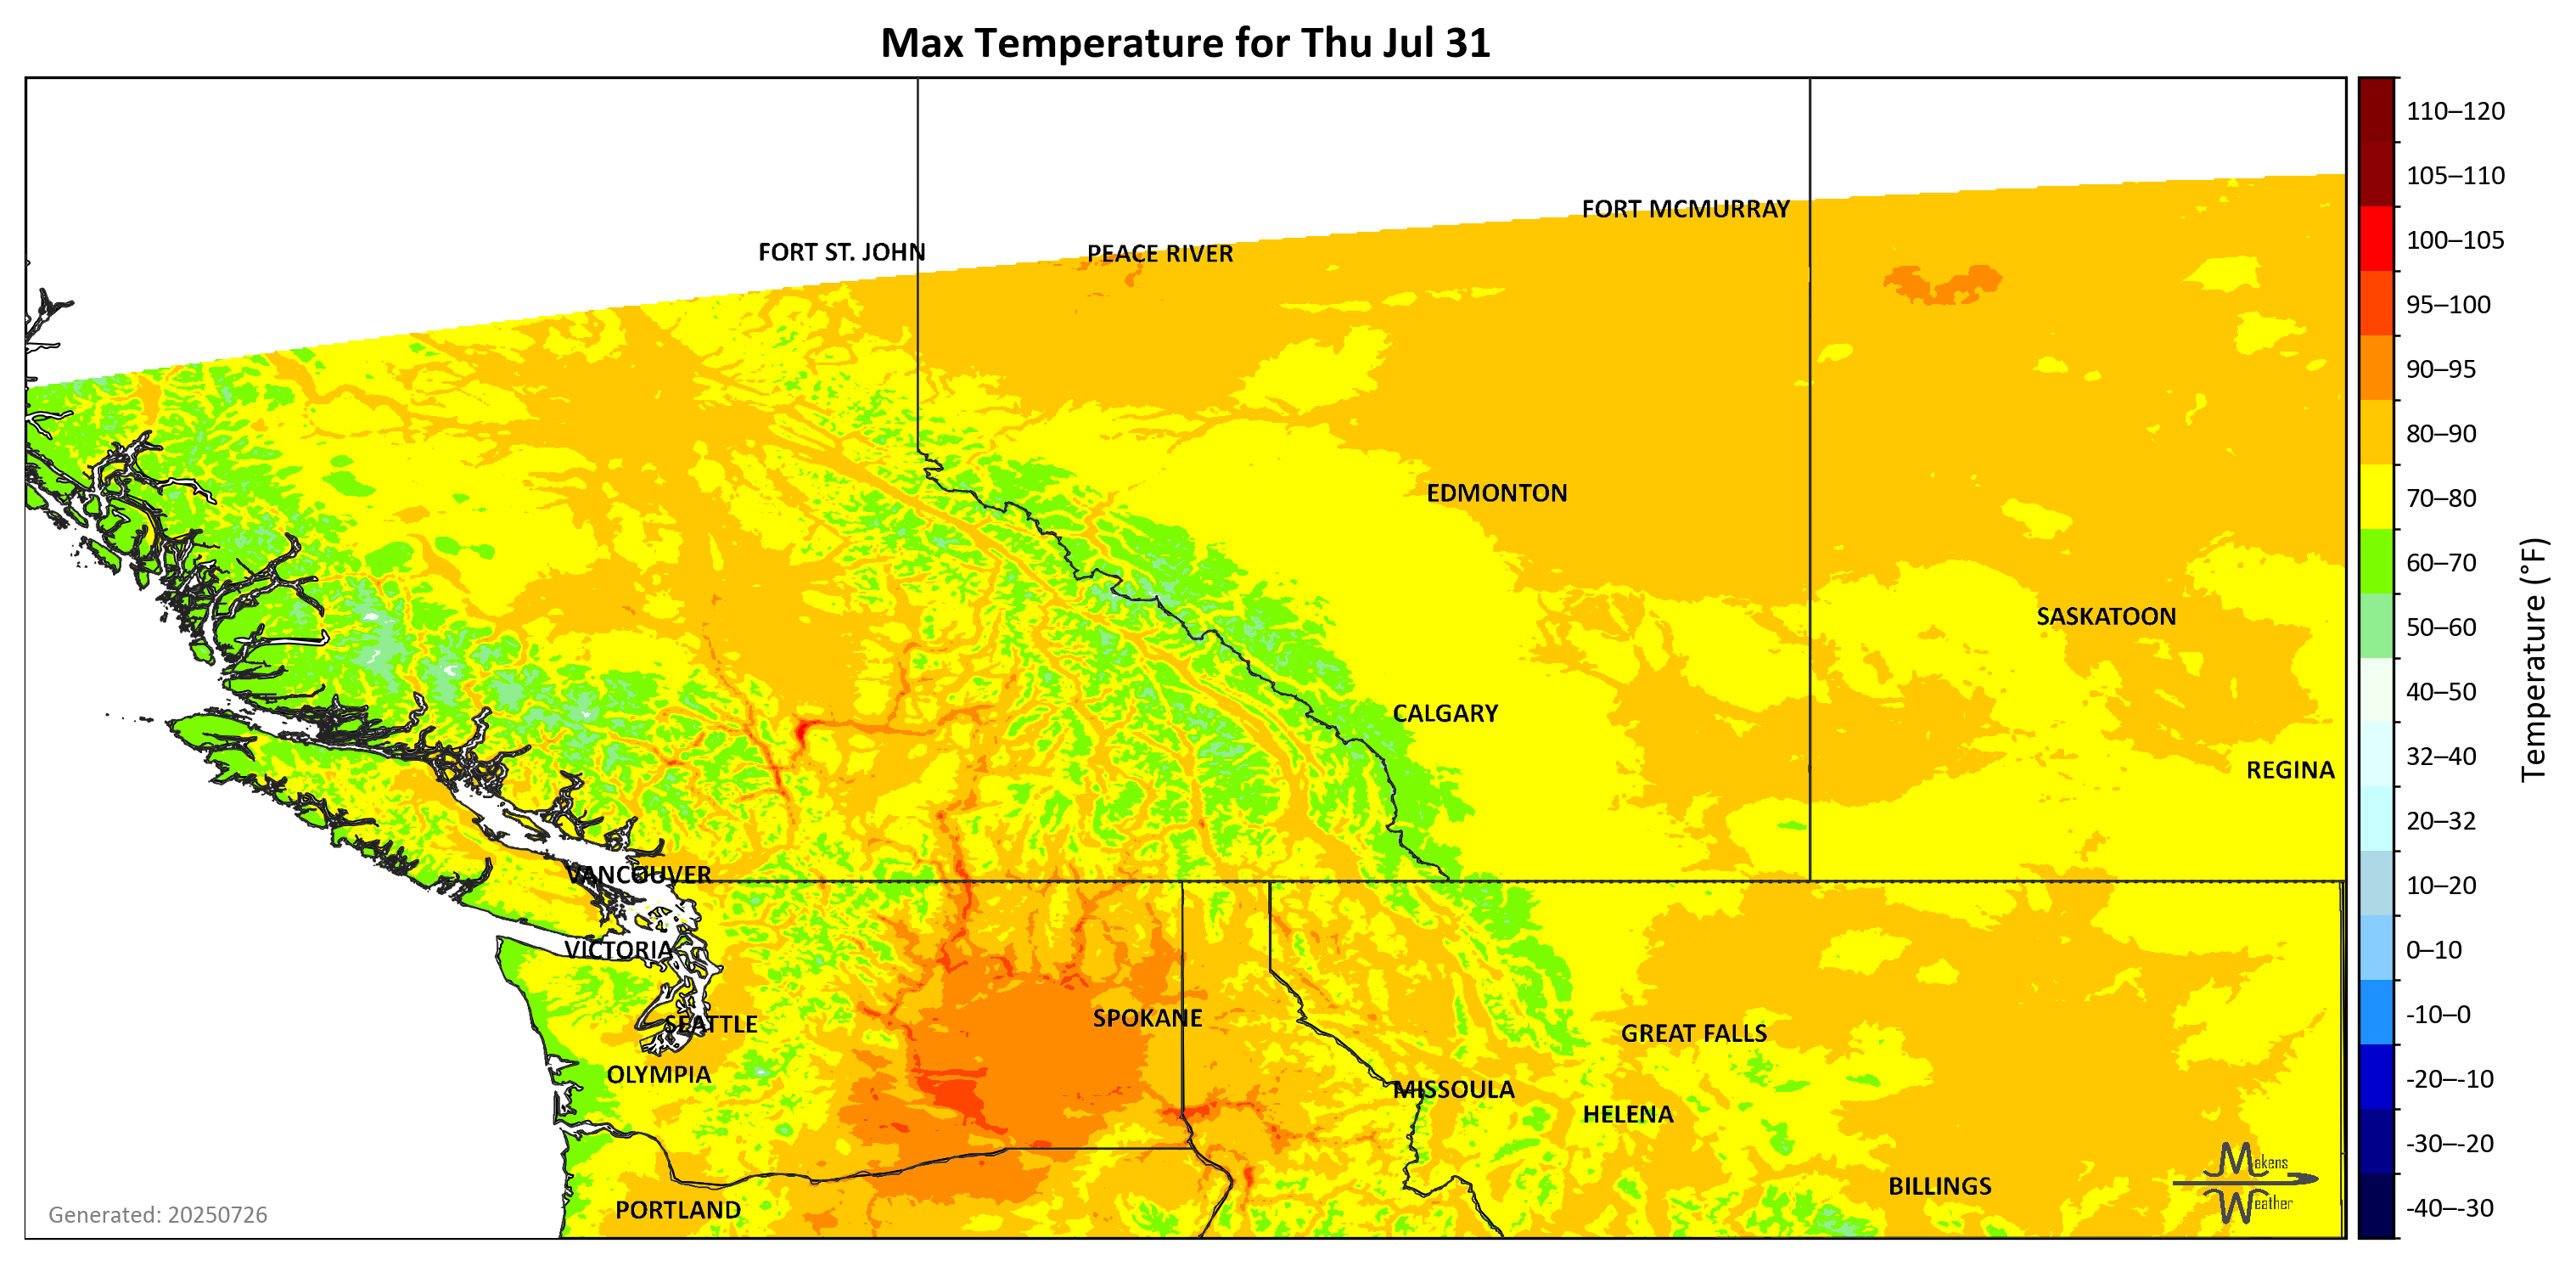 Max Temperature for Thu Jul 31
FORT MCMURRAY
FORT ST. JOHN
PEACE RIVER
EDMONTON
SASKATOON
CALGARY
REGINA
VANCOUVER
VICTORIA
SPOKANE
SEATTLE
GREAT FALLS
OLYMPIA
MISSOULA
HELENA
BILLINGS
PORTLAND
Makens
Weather
Generated: 20250726
110–120
105–110
100–105
95–100
90–95
80–90
70–80
60–70
50–60
40–50
32–40
20–32
10–20
0–10
-10–0
-20–-10
-30–-20
-40–-30
Temperature (°F)